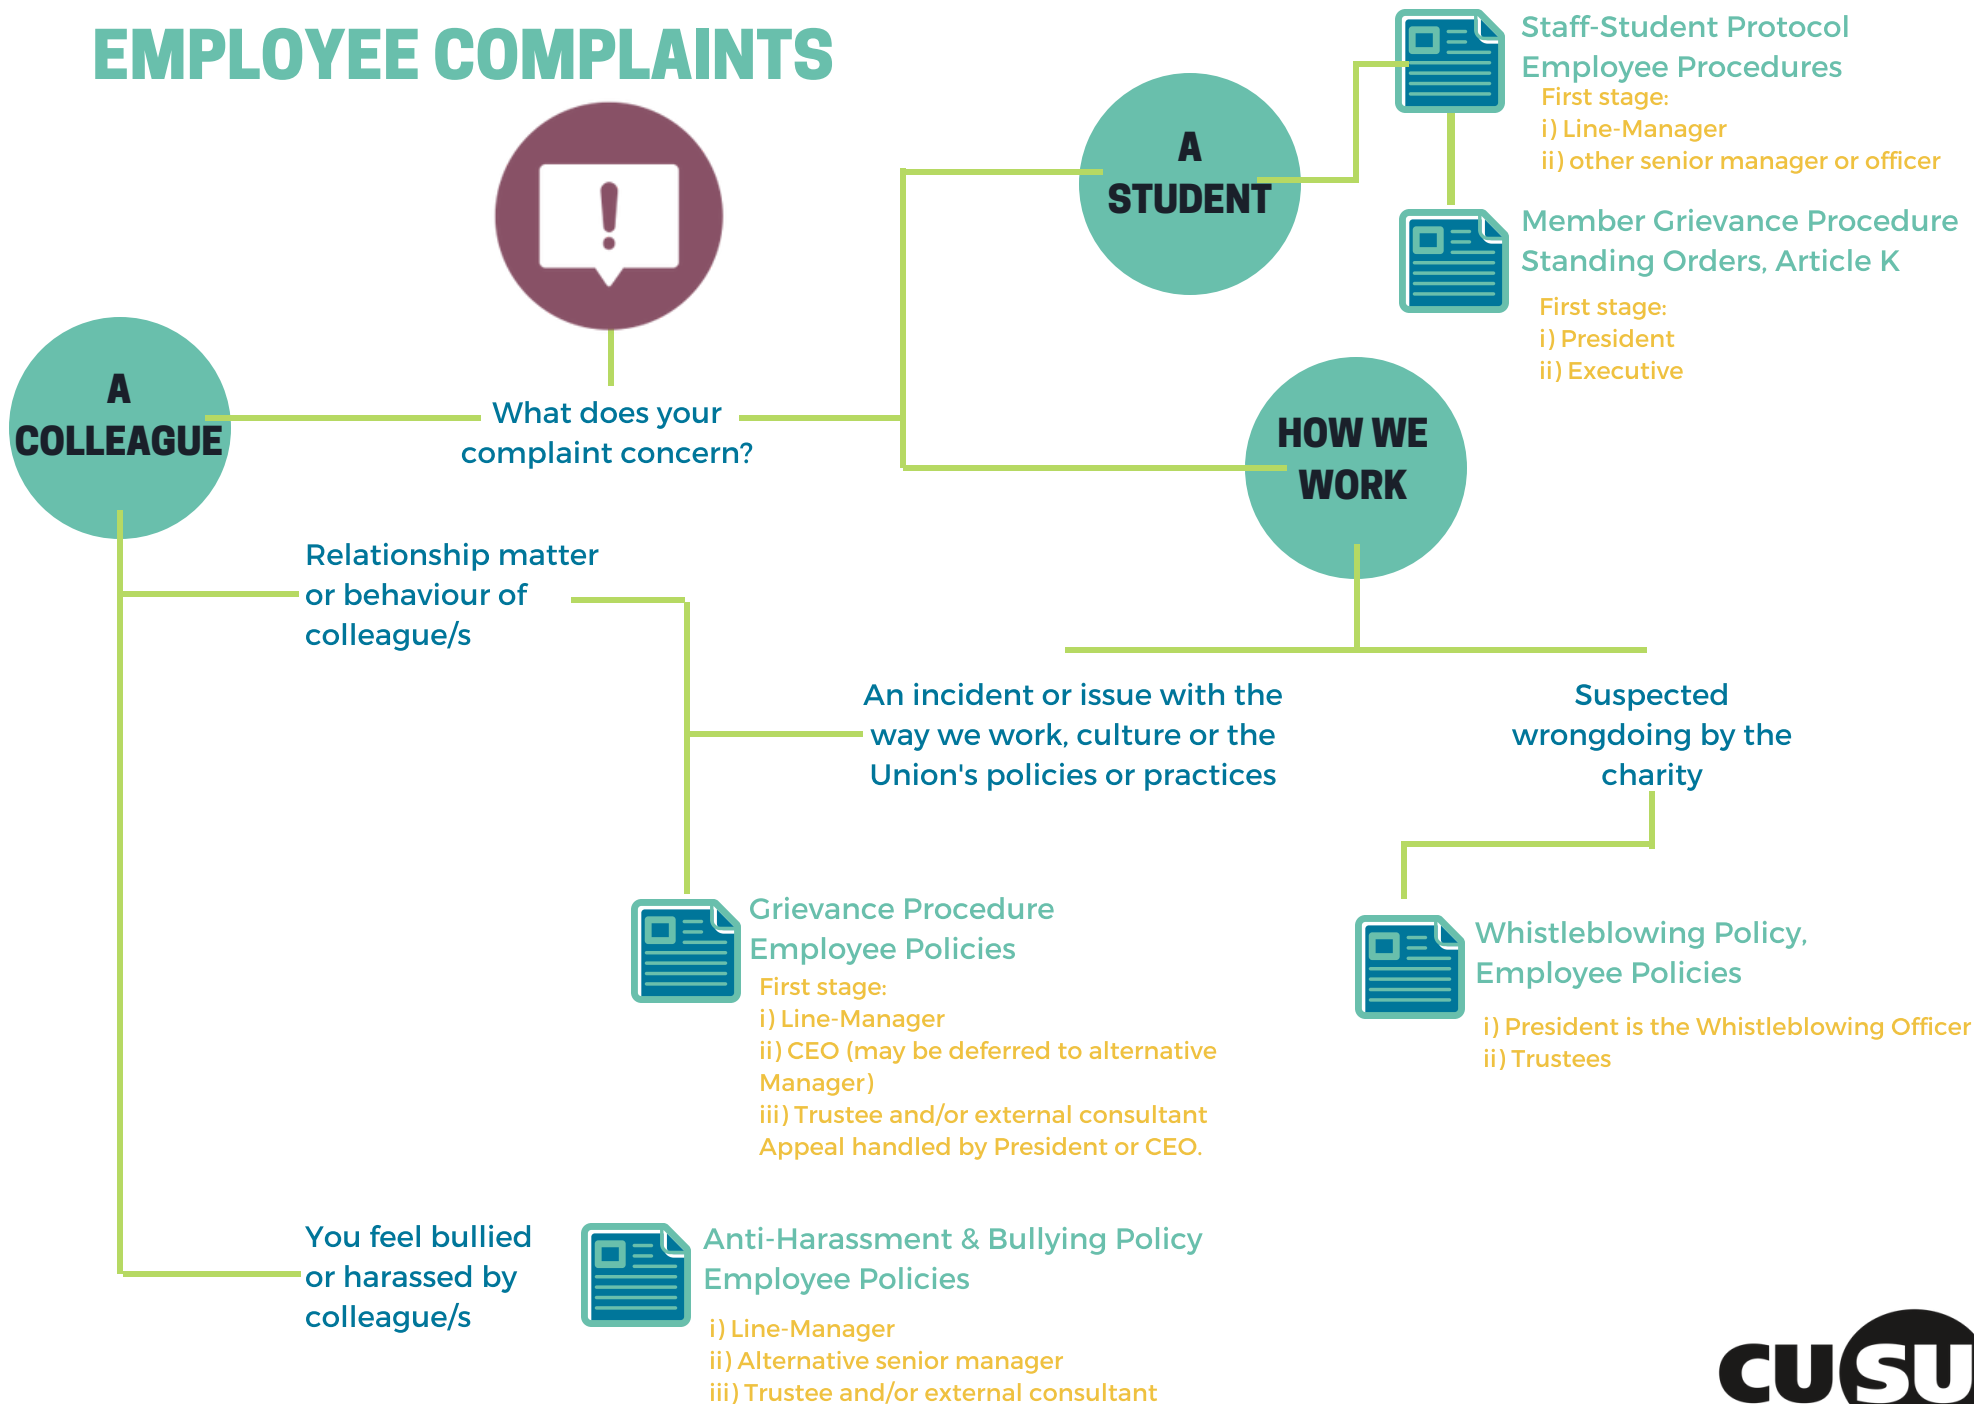 EMPLOYEE COMPLAINTS
What does your
complaint concern?
A
COLLEAGUE
Relationship matter
or behaviour of
colleague/s
You feel bullied
or harassed by
colleague/s
A
STUDENT
Staff-Student Protocol
Employee Procedures
First stage:
i) Line-Manager
ii) other senior manager or officer
Member Grievance Procedure
Standing Orders, Article K
First stage:
i) President
ii) Executive
HOW WE
WORK
An incident or issue with the
way we work, culture or the
Union's policies or practices
Suspected
wrongdoing by the
charity
Grievance Procedure
Employee Policies
First stage:
i) Line-Manager
ii) CEO (may be deferred to alternative
Manager)
iii) Trustee and/or external consultant
Appeal handled by President or CEO.
Whistleblowing Policy,
Employee Policies
i) President is the Whistleblowing Officer
ii) Trustees
Anti-Harassment & Bullying Policy
Employee Policies
i) Line-Manager
ii) Alternative senior manager
iii) Trustee and/or external consultant
CUSU